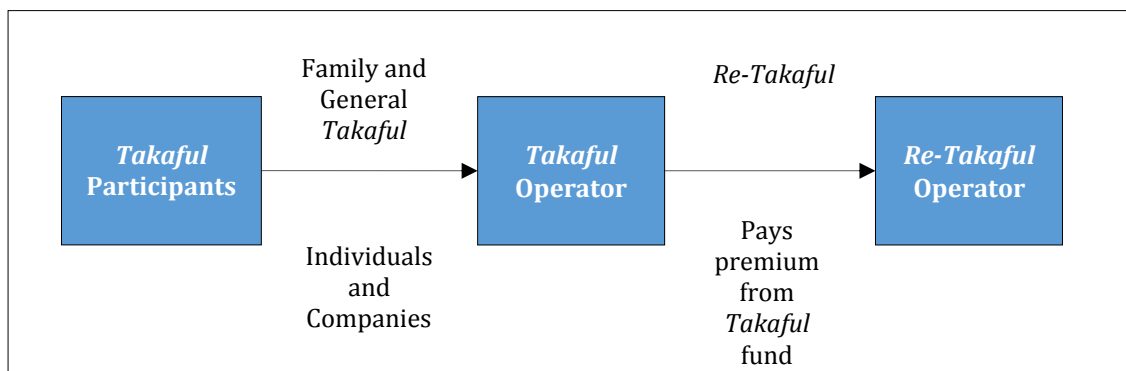 Takaful
Participants
Family and
General
Takaful
Individuals
and
Companies
Takaful
Operator
Re-Takaful
Pays
premium
from
Takaful
fund
Re-Takaful
Operator